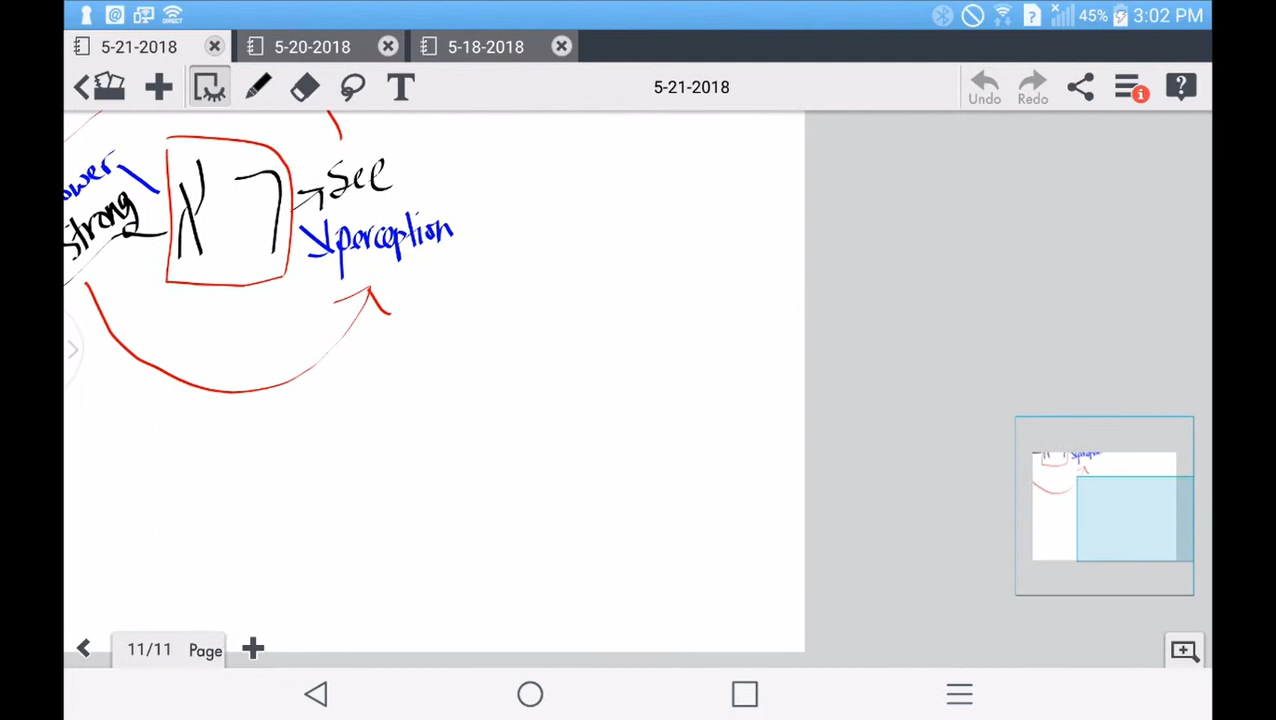 DIRECT
45% 3:02 PM
5-21-2018
5-20-2018
5-18-2018
T
5-21-2018
Undo
Redo
ower
Strong
א ך
See
perception
11/11 Page